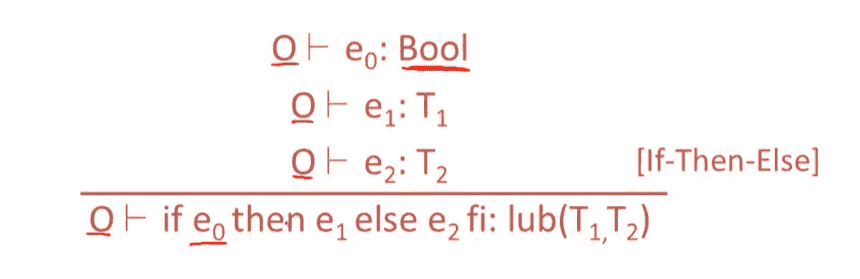 O ⊢ e₀: Bool
O ⊢ e₁: T₁
O ⊢ e₂: T₂ [If-Then-Else]
O ⊢ if e₀ then e₁ else e₂ fi: lub(T₁,T₂)